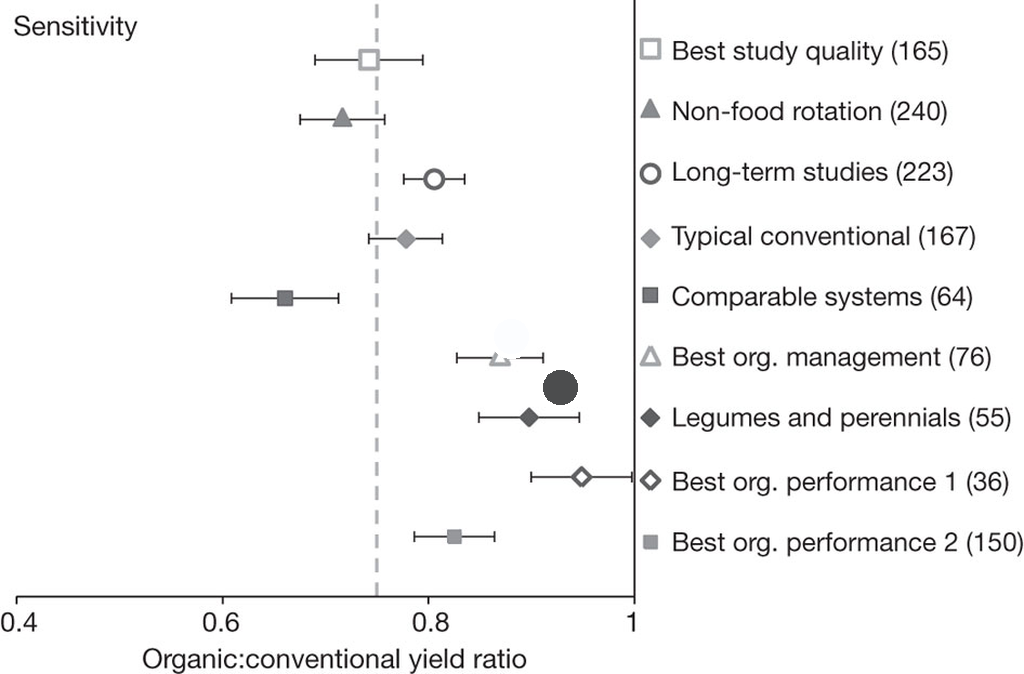 Sensitivity
Best study quality (165)
Non-food rotation (240)
Long-term studies (223)
Typical conventional (167)
Comparable systems (64)
Best org. management (76)
Legumes and perennials (55)
Best org. performance 1 (36)
Best org. performance 2 (150)
0.4 0.6 0.8 1
Organic:conventional yield ratio